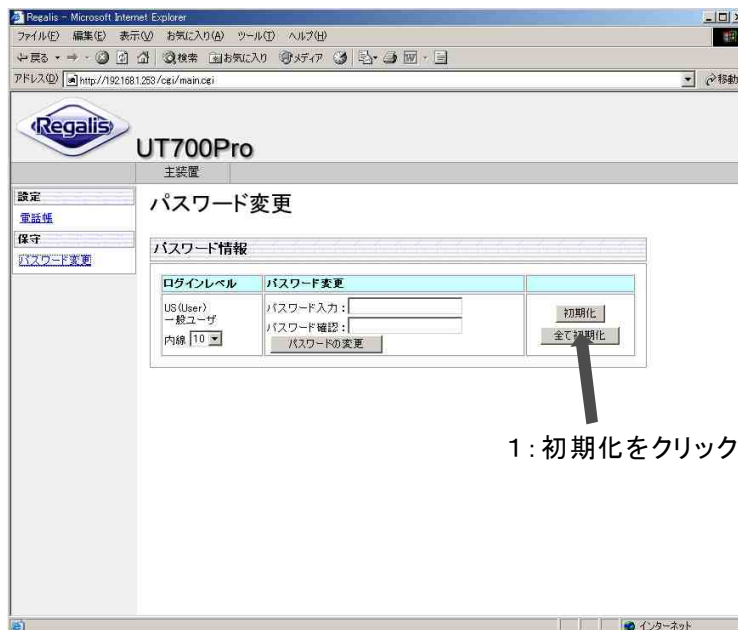 Regalis - Microsoft Internet Explorer
ファイル(F) 編集(E) 表示(V) お気に入り(A) ツール(T) ヘルプ(H)
戻る 検索 お気に入り メディア
アドレス(D) http://192.168.1.253/cgi/main.cgi 移動
Regalis
UT700Pro
主装置
設定
電話帳
保守
パスワード変更
パスワード変更
パスワード情報
ログインレベル パスワード変更
US(User)
一般ユーザ
内線 10
パスワード入力:
パスワード確認:
パスワードの変更
初期化
全て初期化
1:初期化をクリック
インターネット